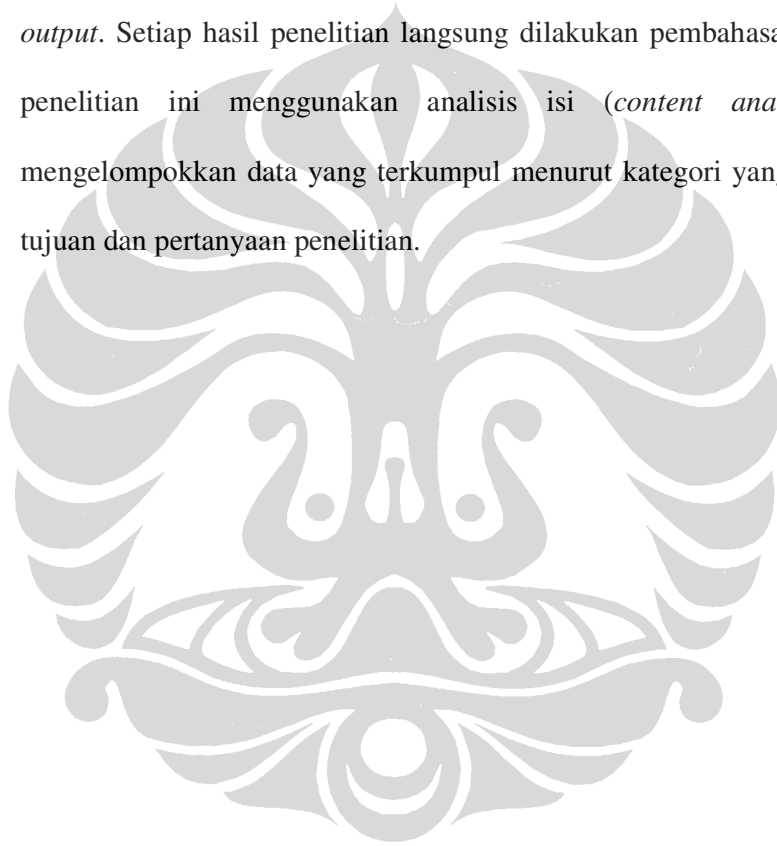 output. Setiap hasil penelitian langsung dilakukan pembahasa
penelitian ini menggunakan analisis isi (content ana
mengelompokkan data yang terkumpul menurut kategori yang
tujuan dan pertanyaan penelitian.